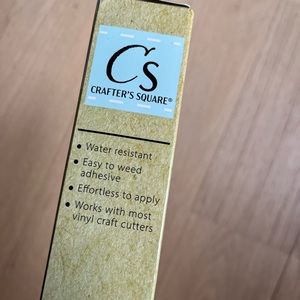 Cs
CRAFTER'S SQUARE®
• Water resistant
• Easy to weed
adhesive
• Effortless to apply
• Works with most
vinyl craft cutters